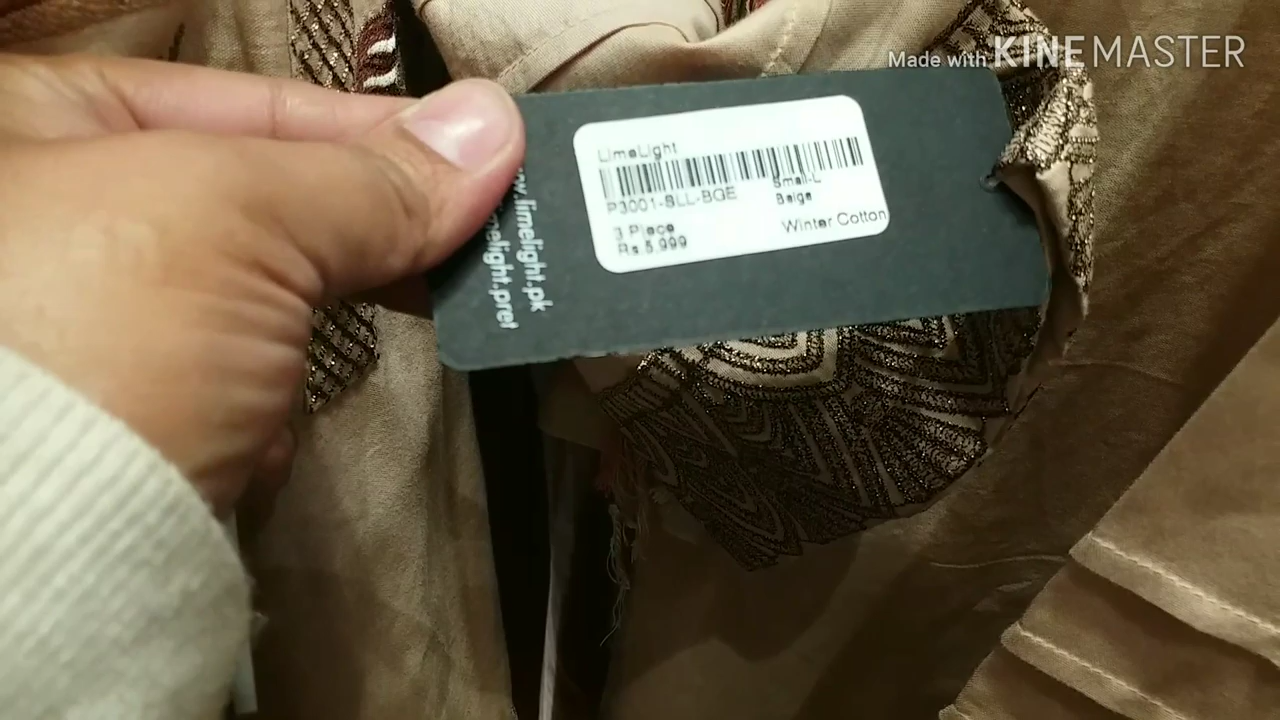 Made with KINEMASTER
LimeLight
P3001-SLL-BGE
Small-L
Beige
3 Piece
Winter Cotton
Rs 5,999
www.limelight.pk
limelight.pret